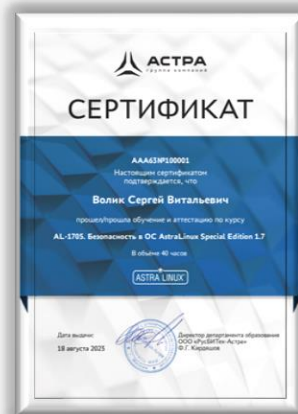 АСТРА
группа компаний
СЕРТИФИКАТ
AAA63№100001
Настоящим сертификатом
подтверждается, что
Волик Сергей Витальевич
прошел/прошла обучение и аттестацию по курсу
AL-1705. Безопасность в ОС AstraLinux Special Edition 1.7
В объёме 40 часов
ASTRA LINUX
Дата выдачи:
18 августа 2025
Директор департамента образования
ООО «РусБИТех-Астра»
Ф.Г. Кирдяшов